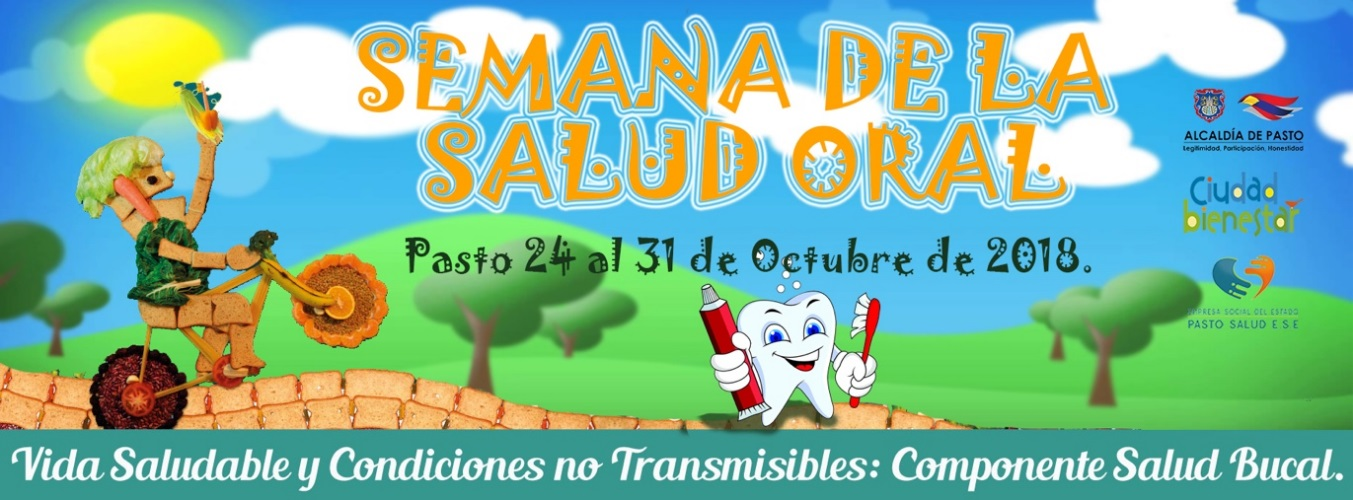 SEMANA DE LA
SALUD ORAL
Pasto 24 al 31 de Octubre de 2018.
ALCALDÍA DE PASTO
Legitimidad, Participación, Honestidad
Ciudad
bienestar
EMPRESA SOCIAL DEL ESTADO
PASTO SALUD E.S.E
Vida Saludable y Condiciones no Transmisibles: Componente Salud Bucal.